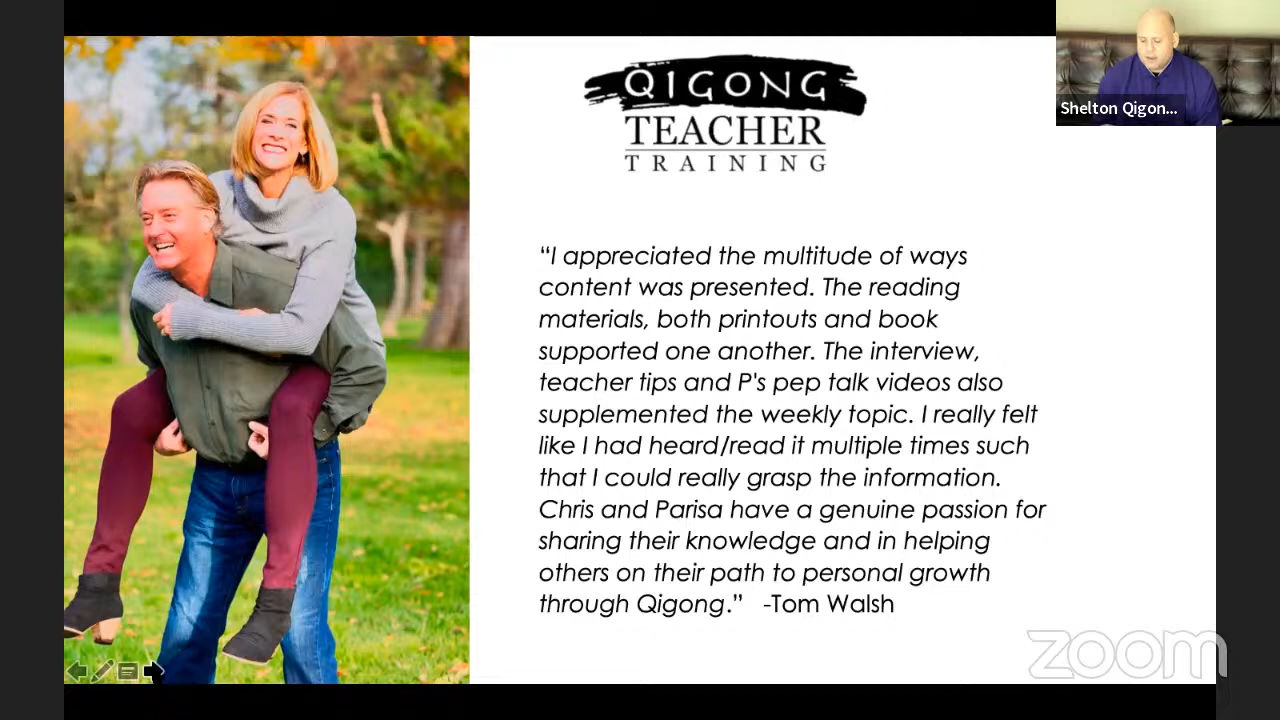 QIGONG
TEACHER
TRAINING
Shelton Qigon...
“I appreciated the multitude of ways
content was presented. The reading
materials, both printouts and book
supported one another. The interview,
teacher tips and P's pep talk videos also
supplemented the weekly topic. I really felt
like I had heard/read it multiple times such
that I could really grasp the information.
Chris and Parisa have a genuine passion for
sharing their knowledge and in helping
others on their path to personal growth
through Qigong.” -Tom Walsh
zoom